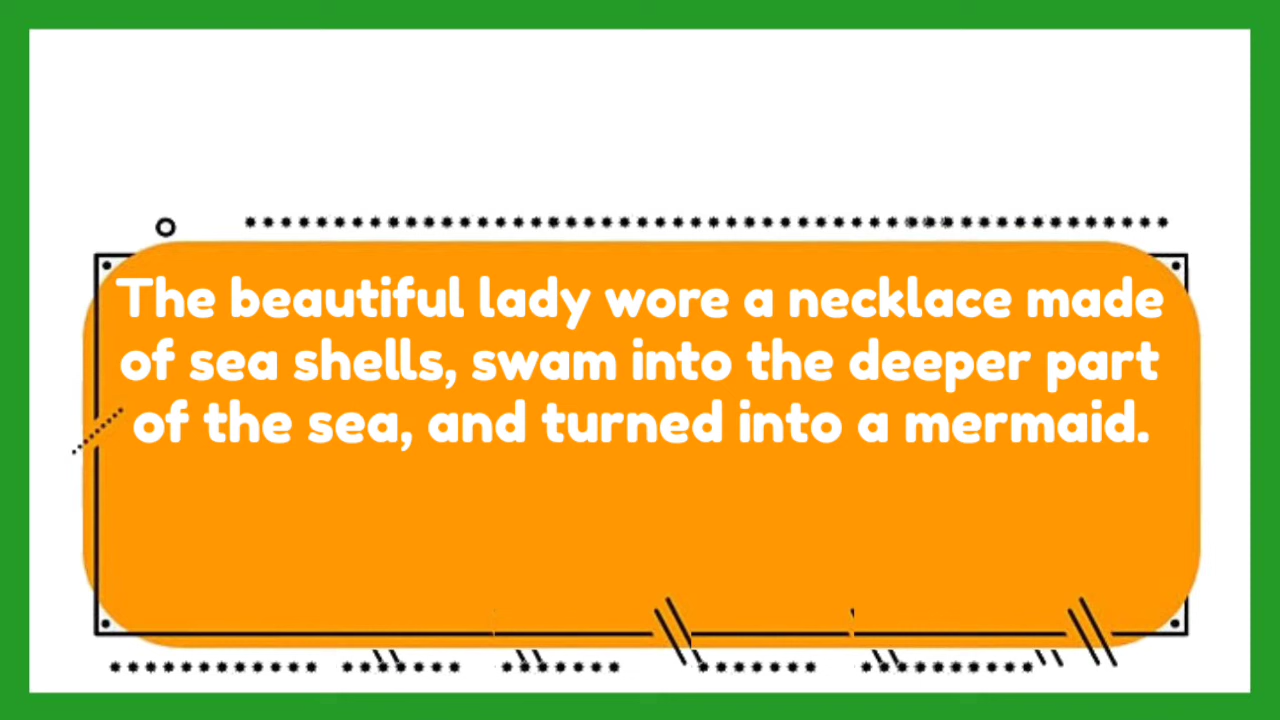 The beautiful lady wore a necklace made
of sea shells, swam into the deeper part
of the sea, and turned into a mermaid.